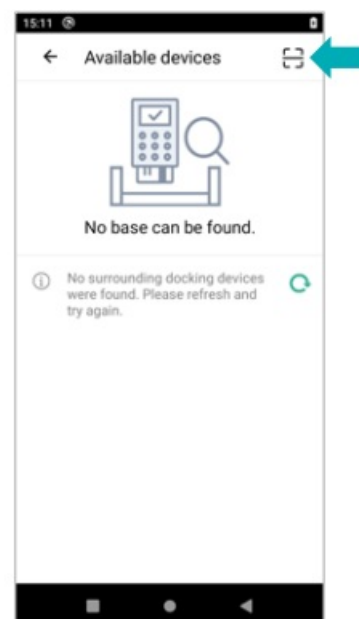 15:11
Available devices
No base can be found.
No surrounding docking devices
were found. Please refresh and
try again.